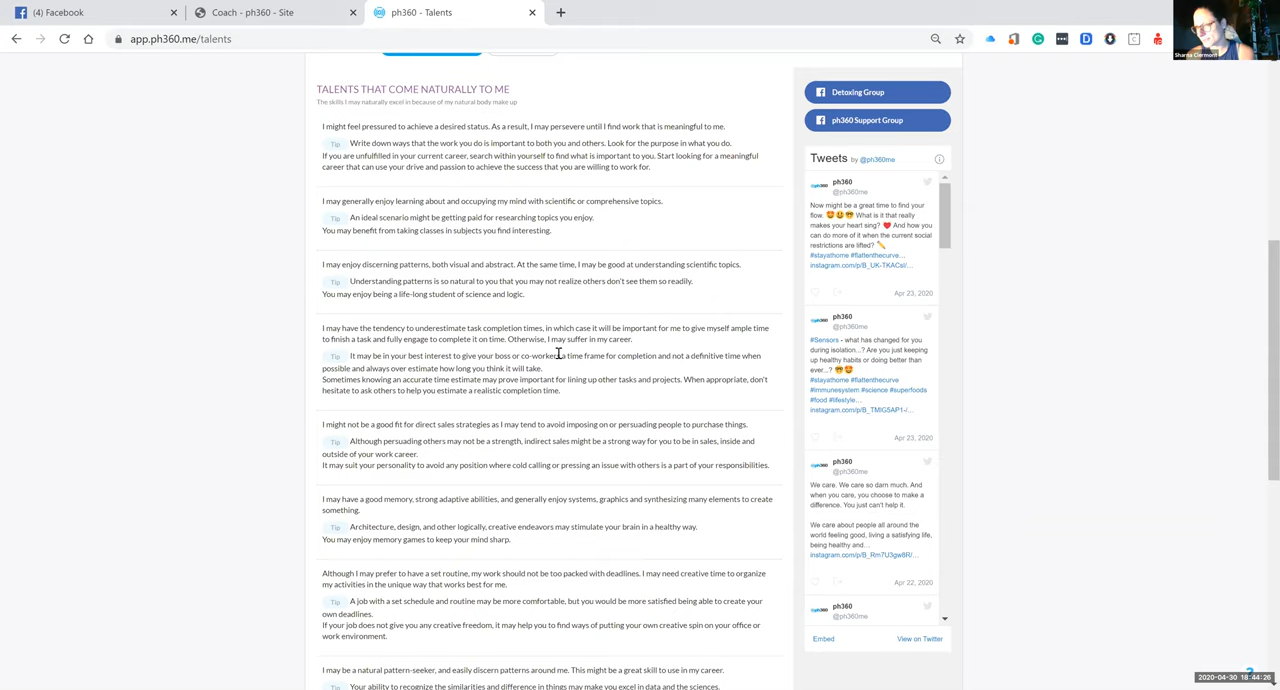 (4) Facebook
Coach - ph360 - Site
ph360 - Talents
app.ph360.me/talents
Sharna Clermont
TALENTS THAT COME NATURALLY TO ME
The skills I may naturally excel in because of my natural body make up
I might feel pressured to achieve a desired status. As a result, I may persevere until I find work that is meaningful to me.
Tip Write down ways that the work you do is important to both you and others. Look for the purpose in what you do.
If you are unfulfilled in your current career, search within yourself to find what is important to you. Start looking for a meaningful
career that can use your drive and passion to achieve the success that you are willing to work for.
I may generally enjoy learning about and occupying my mind with scientific or comprehensive topics.
Tip An ideal scenario might be getting paid for researching topics you enjoy.
You may benefit from taking classes in subjects you find interesting.
I may enjoy discerning patterns, both visual and abstract. At the same time, I may be good at understanding scientific topics.
Tip Understanding patterns is so natural to you that you may not realize others don't see them so readily.
You may enjoy being a life-long student of science and logic.
I may have the tendency to underestimate task completion times, in which case it will be important for me to give myself ample time
to finish a task and fully engage to complete it on time. Otherwise, I may suffer in my career.
Tip It may be in your best interest to give your boss or co-workers a time frame for completion and not a definitive time when
possible and always over estimate how long you think it will take.
Sometimes knowing an accurate time estimate may prove important for lining up other tasks and projects. When appropriate, don't
hesitate to ask others to help you estimate a realistic completion time.
I might not be a good fit for direct sales strategies as I may tend to avoid imposing on or persuading people to purchase things.
Tip Although persuading others may not be a strength, indirect sales might be a strong way for you to be in sales, inside and
outside of your work career.
It may suit your personality to avoid any position where cold calling or pressing an issue with others is a part of your responsibilities.
I may have a good memory, strong adaptive abilities, and generally enjoy systems, graphics and synthesizing many elements to create
something.
Tip Architecture, design, and other logically, creative endeavors may stimulate your brain in a healthy way.
You may enjoy memory games to keep your mind sharp.
Although I may prefer to have a set routine, my work should not be too packed with deadlines. I may need creative time to organize
my activities in the unique way that works best for me.
Tip A job with a set schedule and routine may be more comfortable, but you would be more satisfied being able to create your
own deadlines.
If your job does not give you any creative freedom, it may help you to find ways of putting your own creative spin on your office or
work environment.
I may be a natural pattern-seeker, and easily discern patterns around me. This might be a great skill to use in my career.
Tip Your ability to recognize the similarities and difference in things may make you excel in data and the sciences.
Detoxing Group
ph360 Support Group
Tweets by @ph360me
ph360
@ph360me
Now might be a great time to find your
flow. 🤩😃🤓 What is it that really
makes your heart sing? ❤️ And how you
can do more of it when the current social
restrictions are lifted? ✏️
#stayathome #flattenthecurve
instagram.com/p/B_UK-TKACsl/…
Apr 23, 2020
ph360
@ph360me
#Sensors - what has changed for you
during isolation...? Are you just keeping
up healthy habits or doing better than
ever...? 🤓🤩
#stayathome #flattenthecurve
#immunesystem #science #superfoods
#food #lifestyle…
instagram.com/p/B_TMlG5AP1-/…
Apr 23, 2020
ph360
@ph360me
We care. We care so darn much. And
when you care, you choose to make a
difference. You just can't help it.
We care about people all around the
world feeling good, living a satisfying life,
being healthy and…
instagram.com/p/B_Rm7U3gw8R/…
Apr 22, 2020
ph360
@ph360me
Embed
View on Twitter
2020-04-30 18:44:26